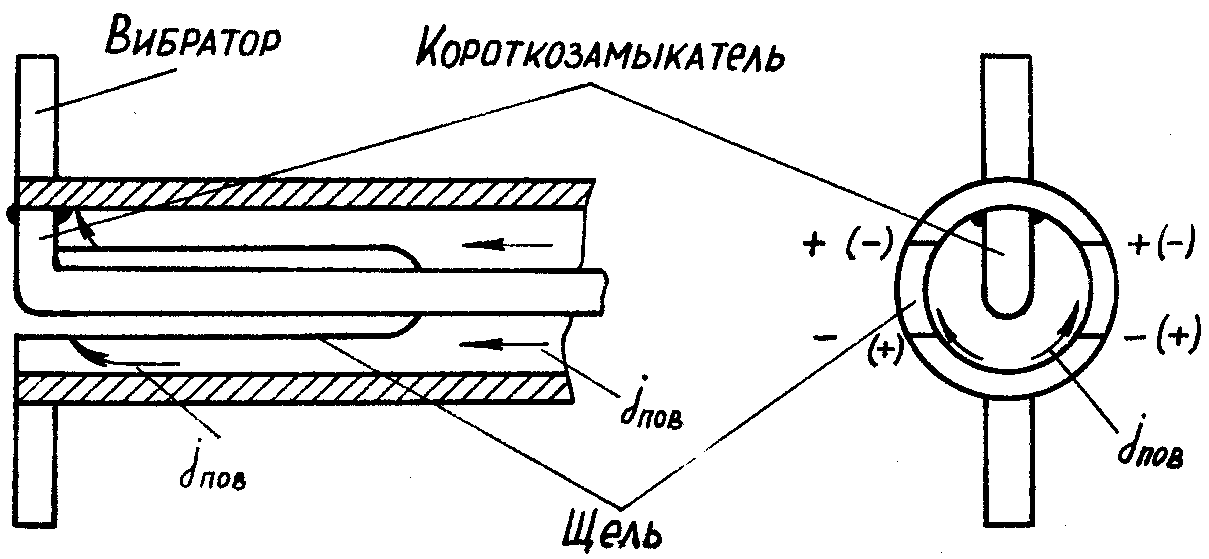 Вибратор
Короткозамыкатель
+ (-) + (-)
- (+) - (+)
jпов
jпов
jпов
Щель